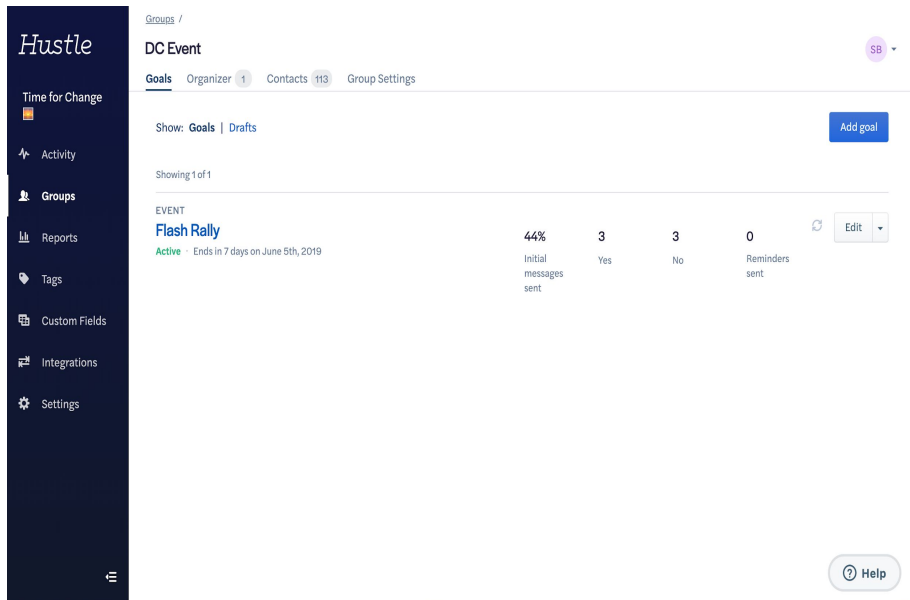 Hustle
Time for Change
Activity
Groups
Reports
Tags
Custom Fields
Integrations
Settings
Groups /
DC Event
SB
Goals Organizer 1 Contacts 113 Group Settings
Show: Goals | Drafts
Add goal
Showing 1 of 1
EVENT
Flash Rally
Active · Ends in 7 days on June 5th, 2019
44%
Initial
messages
sent
3
Yes
3
No
0
Reminders
sent
Edit
Help